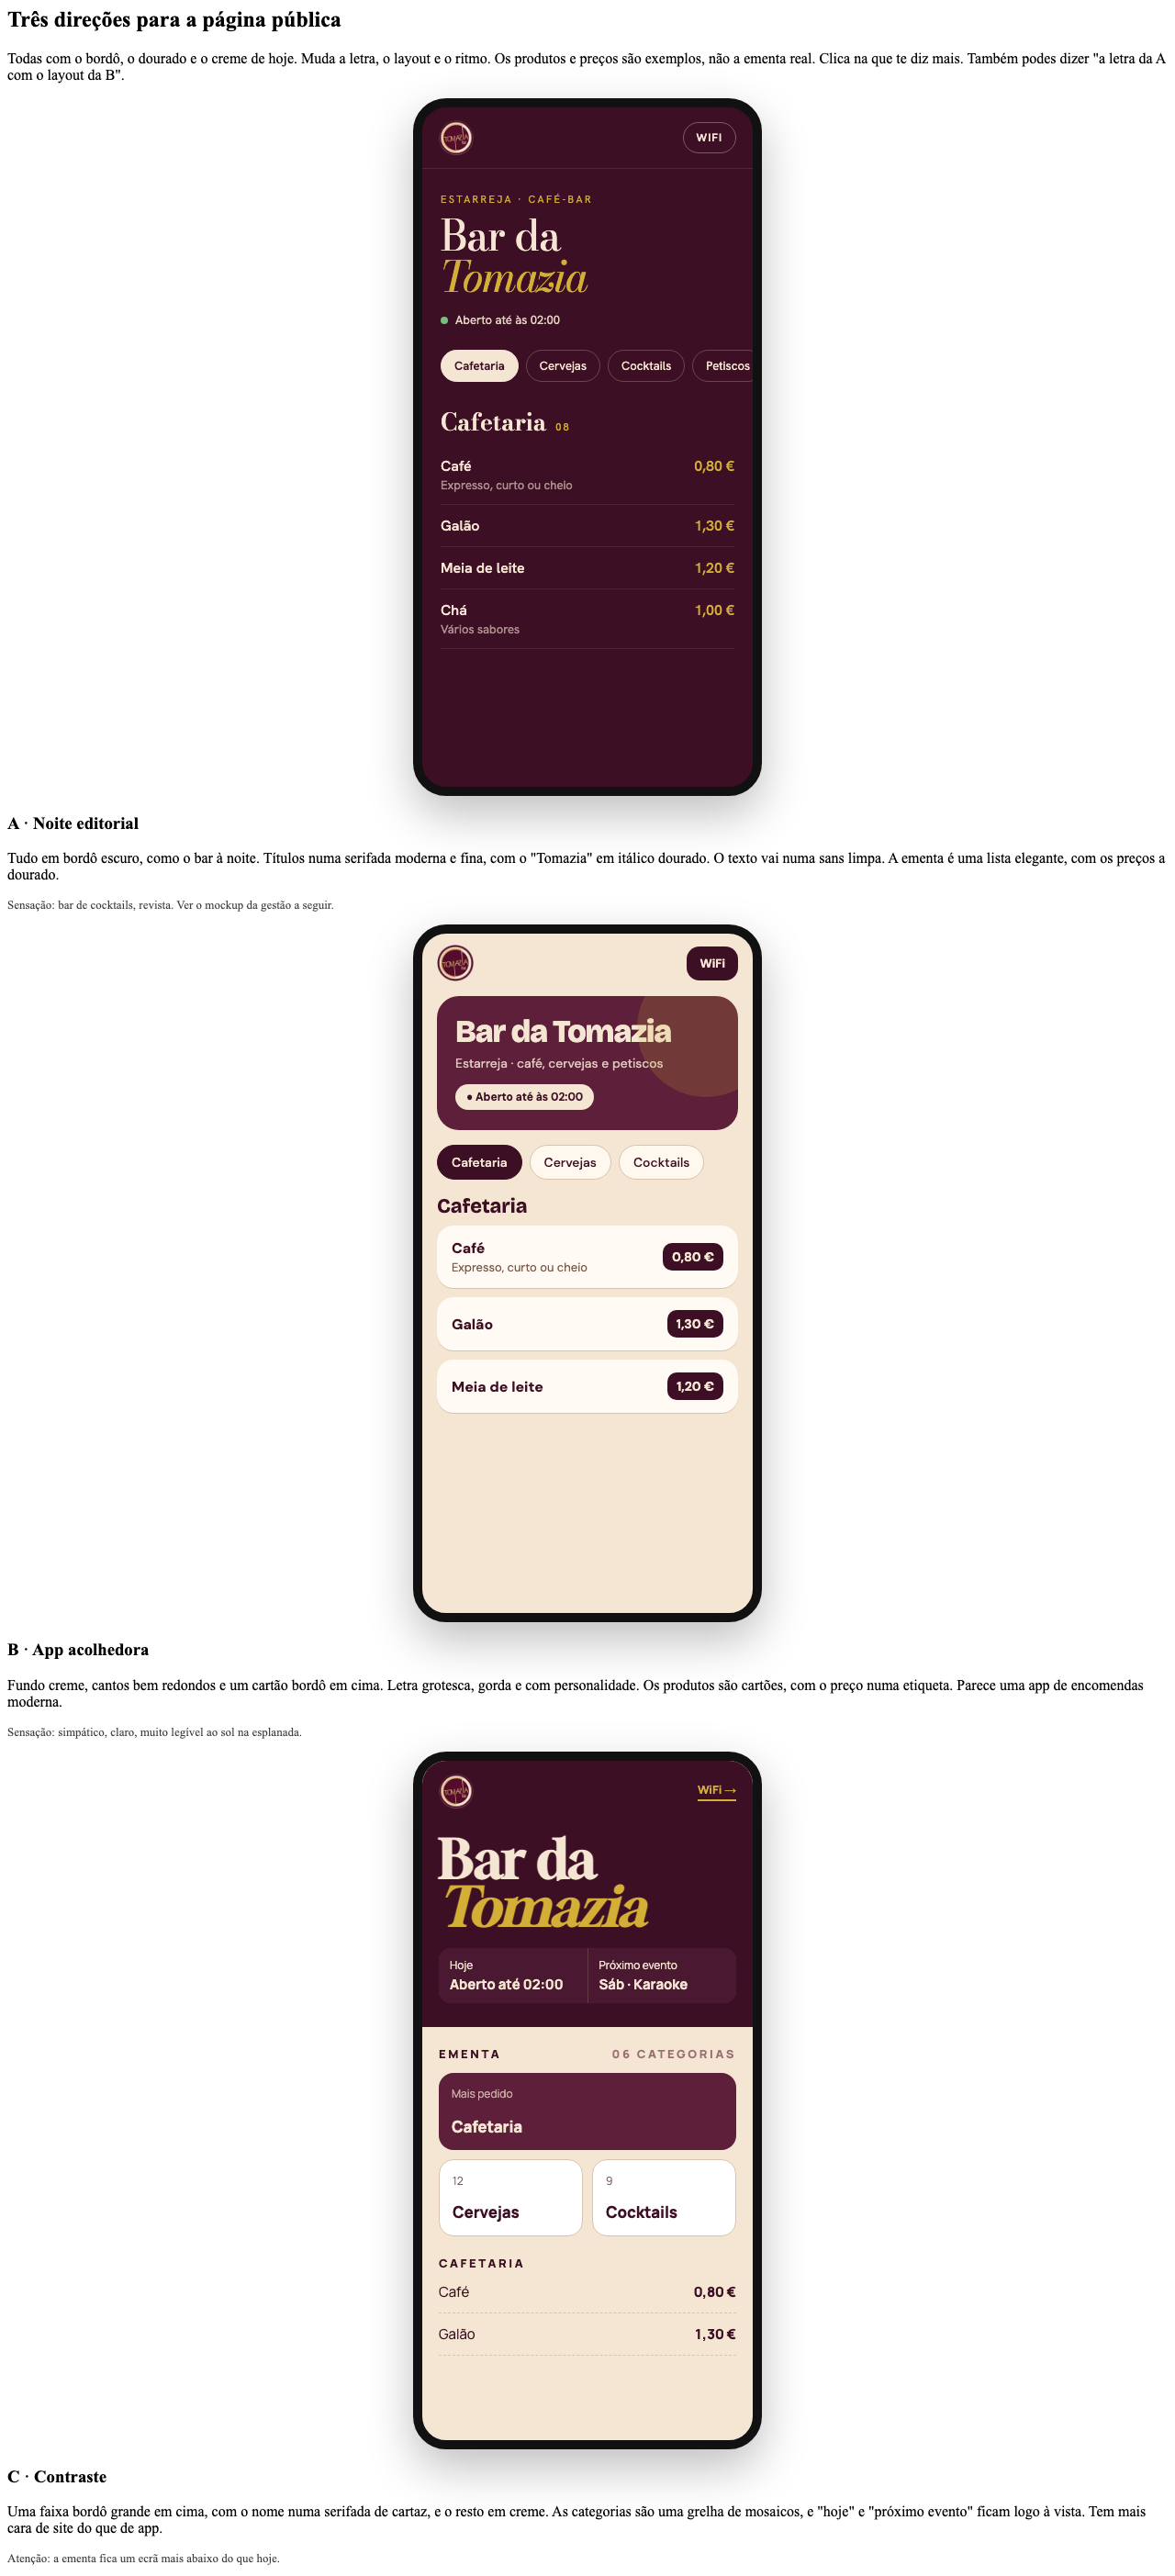 Três direções para a página pública
Todas com o bordô, o dourado e o creme de hoje. Muda a letra, o layout e o ritmo. Os produtos e preços são exemplos, não a ementa real. Clica na que te diz mais. Também podes dizer "a letra da A
com o layout da B".
TOMAZIA
WIFI
ESTARREJA · CAFÉ-BAR
Bar da
Tomazia
Aberto até às 02:00
Cafetaria
Cervejas
Cocktails
Petiscos
Cafetaria 08
Café 0,80 €
Expresso, curto ou cheio
Galão 1,30 €
Meia de leite 1,20 €
Chá 1,00 €
Vários sabores
A · Noite editorial
Tudo em bordô escuro, como o bar à noite. Títulos numa serifada moderna e fina, com o "Tomazia" em itálico dourado. O texto vai numa sans limpa. A ementa é uma lista elegante, com os preços a
dourado.
Sensação: bar de cocktails, revista. Ver o mockup da gestão a seguir.
TOMAZIA
WiFi
Bar da Tomazia
Estarreja · café, cervejas e petiscos
● Aberto até às 02:00
Cafetaria
Cervejas
Cocktails
Cafetaria
Café 0,80 €
Expresso, curto ou cheio
Galão 1,30 €
Meia de leite 1,20 €
B · App acolhedora
Fundo creme, cantos bem redondos e um cartão bordô em cima. Letra grotesca, gorda e com personalidade. Os produtos são cartões, com o preço numa etiqueta. Parece uma app de encomendas
moderna.
Sensação: simpático, claro, muito legível ao sol na esplanada.
TOMAZIA
WiFi →
Bar da
Tomazia
Hoje
Aberto até 02:00
Próximo evento
Sáb · Karaoke
EMENTA 06 CATEGORIAS
Mais pedido
Cafetaria
12
Cervejas
9
Cocktails
CAFETARIA
Café 0,80 €
Galão 1,30 €
C · Contraste
Uma faixa bordô grande em cima, com o nome numa serifada de cartaz, e o resto em creme. As categorias são uma grelha de mosaicos, e "hoje" e "próximo evento" ficam logo à vista. Tem mais
cara de site do que de app.
Atenção: a ementa fica um ecrã mais abaixo do que hoje.